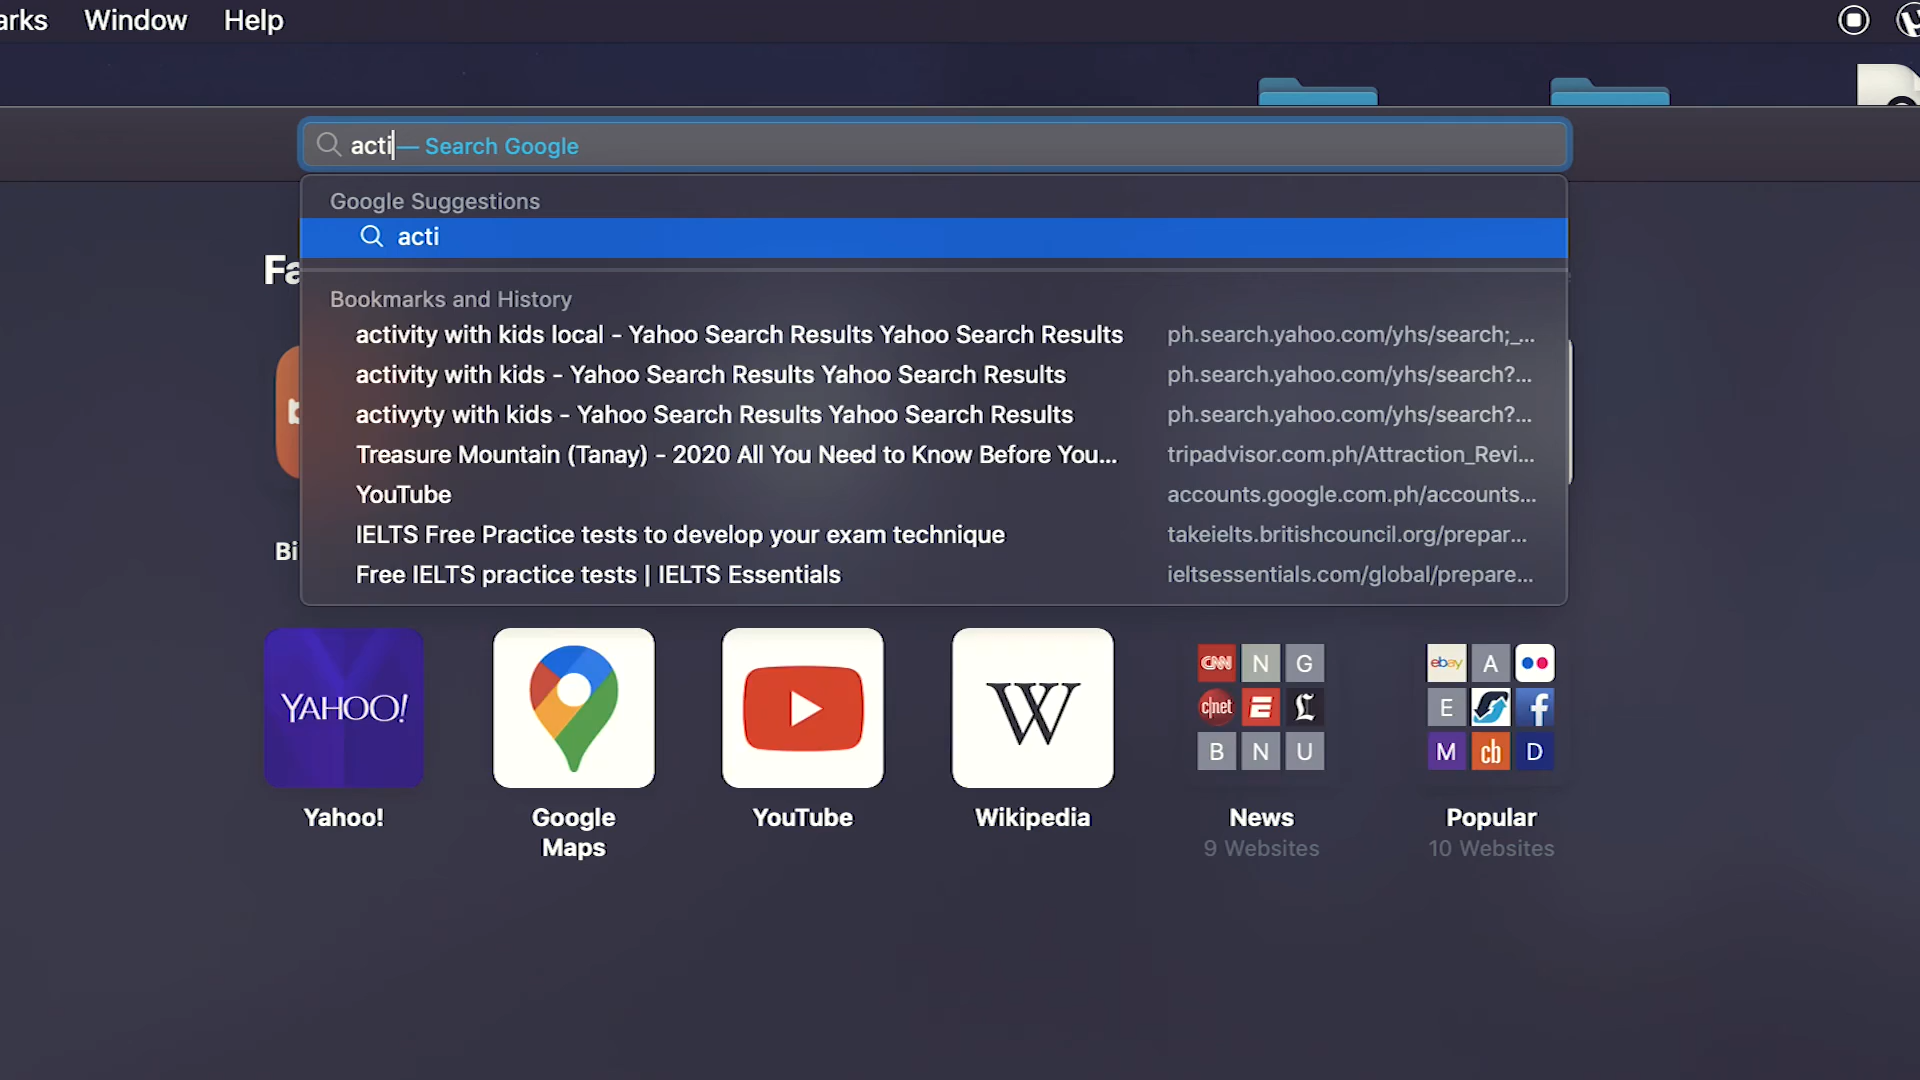 arks Window Help
acti — Search Google
Google Suggestions
acti
Fa
Bookmarks and History
activity with kids local - Yahoo Search Results Yahoo Search Results ph.search.yahoo.com/yhs/search;_...
activity with kids - Yahoo Search Results Yahoo Search Results ph.search.yahoo.com/yhs/search?...
activyty with kids - Yahoo Search Results Yahoo Search Results ph.search.yahoo.com/yhs/search?...
Treasure Mountain (Tanay) - 2020 All You Need to Know Before You... tripadvisor.com.ph/Attraction_Revi...
YouTube accounts.google.com.ph/accounts...
IELTS Free Practice tests to develop your exam technique takeielts.britishcouncil.org/prepar...
Bi
Free IELTS practice tests | IELTS Essentials ieltsessentials.com/global/prepare...
YAHOO!
W
CNN N G
ebay A
c|net E L
E f
B N U
M cb D
Yahoo! Google Maps YouTube Wikipedia News Popular
9 Websites 10 Websites